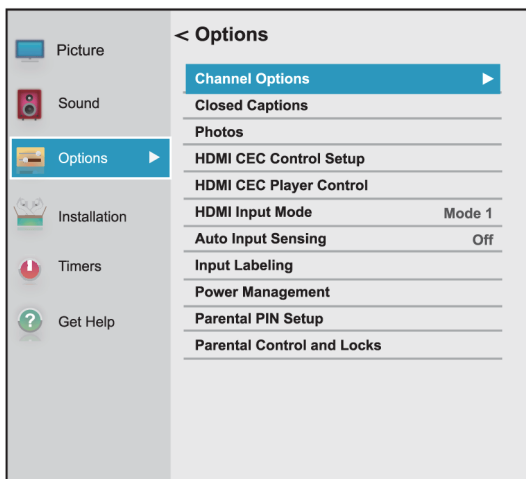 Picture
Sound
Options
Installation
Timers
Get Help
< Options
Channel Options
Closed Captions
Photos
HDMI CEC Control Setup
HDMI CEC Player Control
HDMI Input Mode Mode 1
Auto Input Sensing Off
Input Labeling
Power Management
Parental PIN Setup
Parental Control and Locks